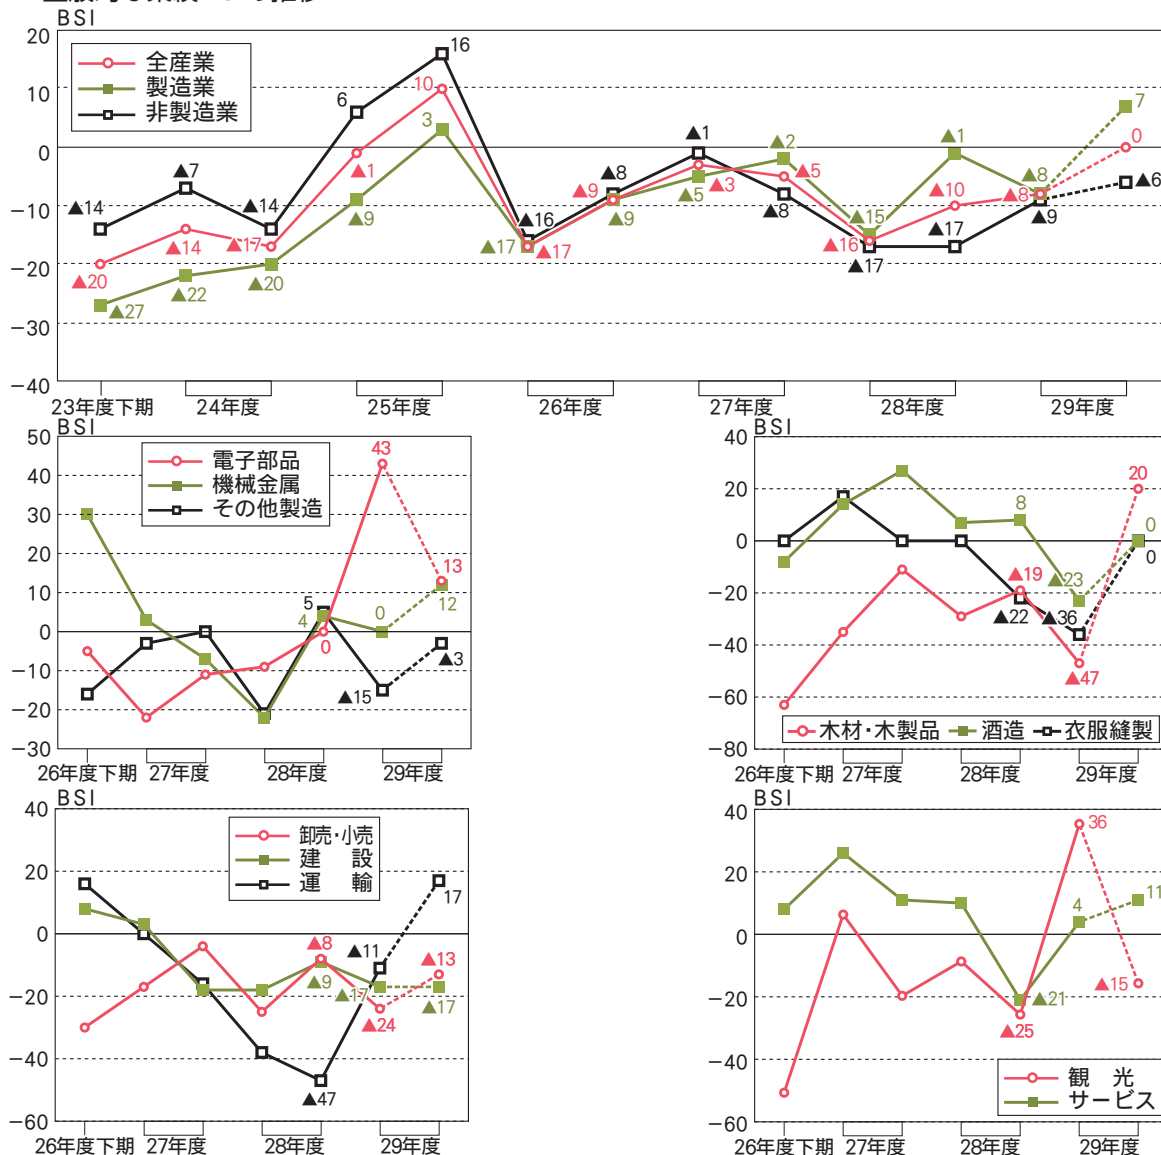 BSI
全産業
製造業
非製造業
20
10
0
−10
−20
−30
−40
▲14
▲20
▲27
▲7
▲14
▲22
▲14
▲17
▲20
6
▲1
▲9
16
10
3
▲16
▲17
▲17
▲8
▲9
▲9
▲1
▲3
▲5
▲2
▲5
▲8
▲15
▲16
▲17
▲1
▲10
▲17
▲8
▲8
▲9
7
0
▲6
23年度下期
24年度
25年度
26年度
27年度
28年度
29年度
BSI
電子部品
機械金属
その他製造
50
40
30
20
10
0
−10
−20
−30
5
4
0
43
0
▲15
13
12
▲3
26年度下期
27年度
28年度
29年度
BSI
40
20
0
−20
−40
−60
−80
8
▲19
▲22
▲23
▲36
▲47
20
0
0
木材・木製品
酒造
衣服縫製
26年度下期
27年度
28年度
29年度
BSI
卸売・小売
建　設
運　輸
40
20
0
−20
−40
−60
▲8
▲9
▲47
▲11
▲17
▲24
17
▲13
▲17
26年度下期
27年度
28年度
29年度
BSI
40
20
0
−20
−40
−60
▲21
▲25
36
4
11
▲15
観　光
サービス
26年度下期
27年度
28年度
29年度